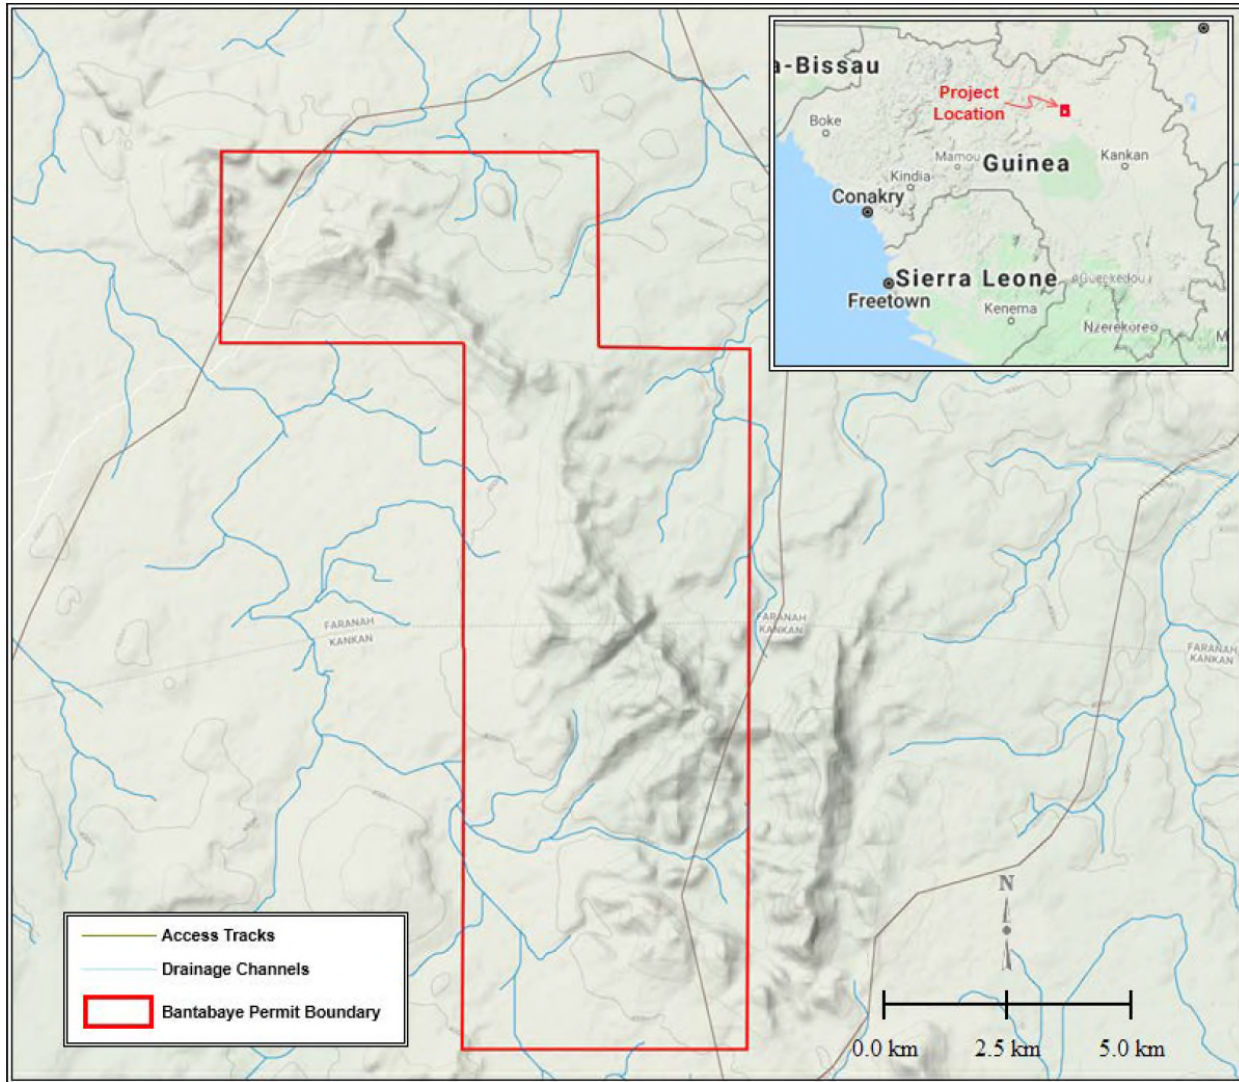 a-Bissau
Project
Location
Boke
Mamou
Guinea
Kankan
Kindia
Conakry
Sierra Leone
Gueckedou
Freetown
Kenema
Nzerekore
M
FARANAH
KANKAN
FARANAH
KANKAN
FARANAH
KANKAN
Access Tracks
Drainage Channels
Bantabaye Permit Boundary
N
0.0 km
2.5 km
5.0 km